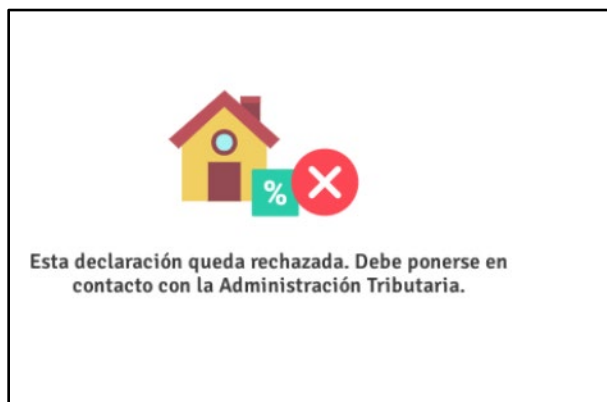 %
Esta declaración queda rechazada. Debe ponerse en
contacto con la Administración Tributaria.